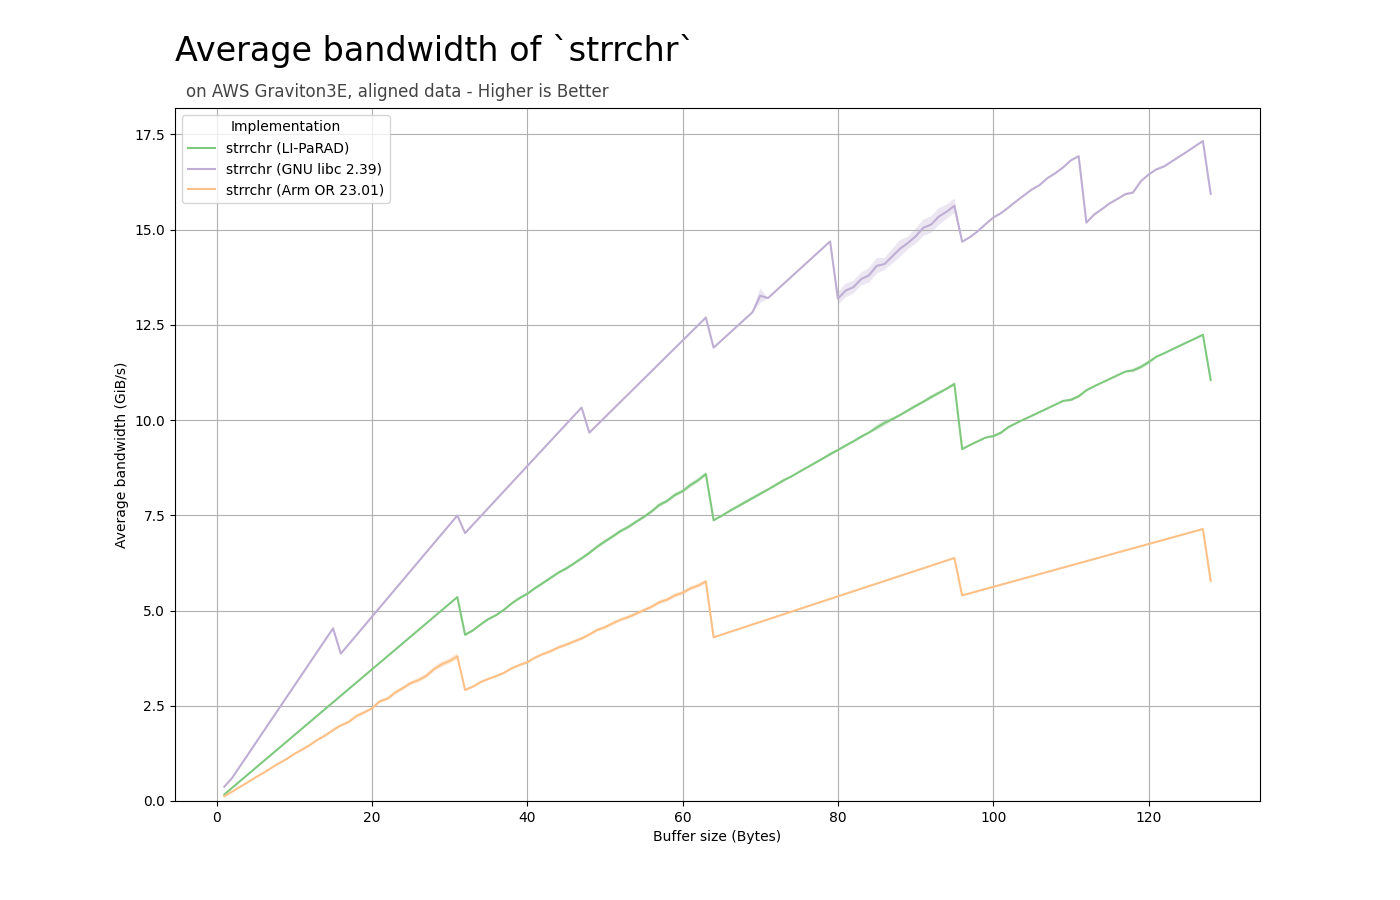 Average bandwidth of `strrchr`
on AWS Graviton3E, aligned data - Higher is Better
Implementation
strrchr (LI-PaRAD)
strrchr (GNU libc 2.39)
strrchr (Arm OR 23.01)
17.5
15.0
12.5
10.0
7.5
5.0
2.5
0.0
Average bandwidth (GiB/s)
0 20 40 60 80 100 120
Buffer size (Bytes)